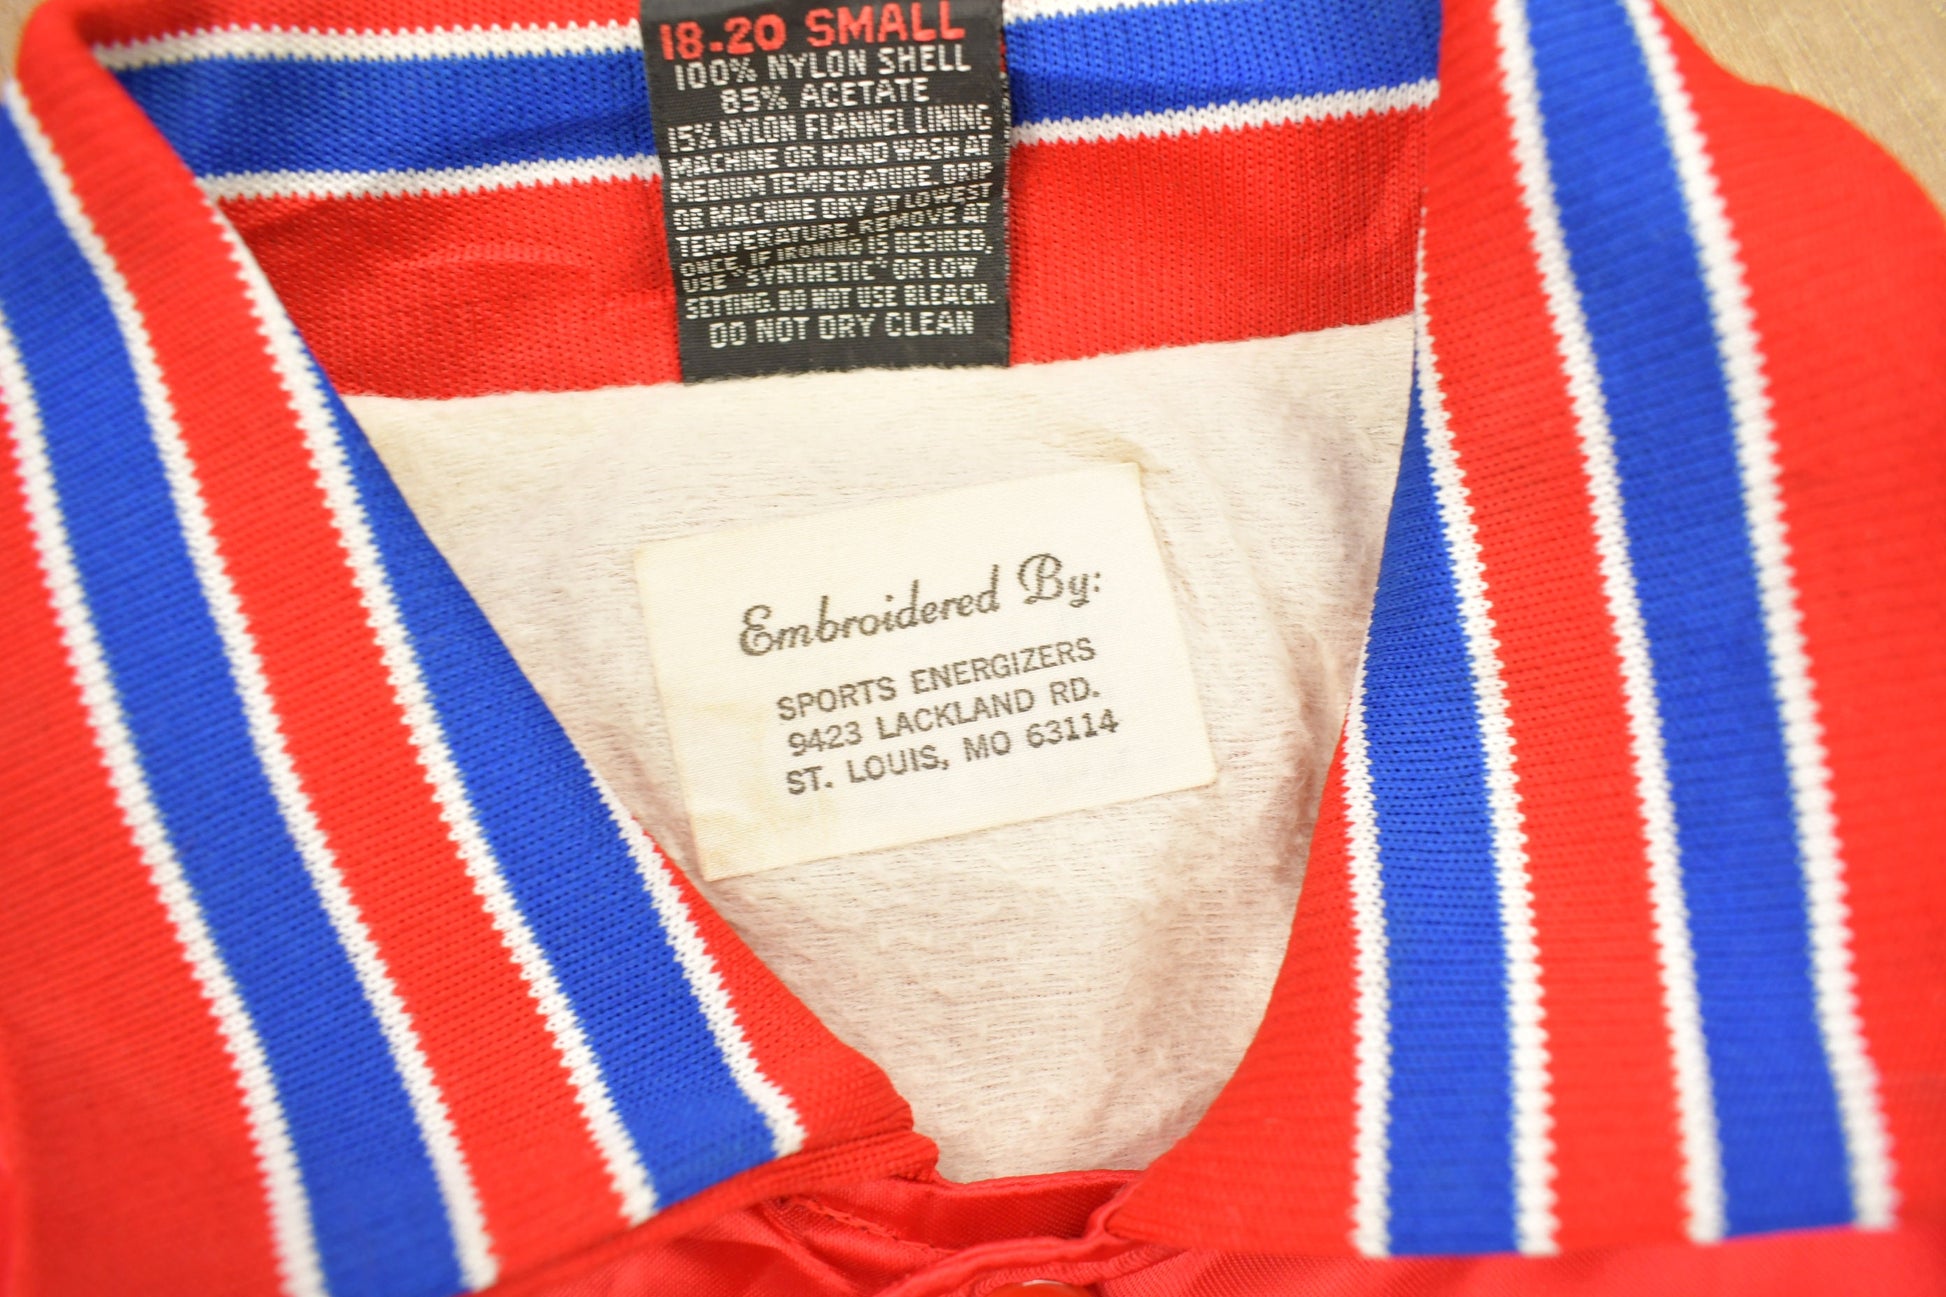 18-20 SMALL
100% NYLON SHELL
85% ACETATE
15% NYLON FLANNEL LINING
MACHINE OR HAND WASH AT
MEDIUM TEMPERATURE. DRIP
OR MACHINE DRY AT LOWEST
TEMPERATURE. REMOVE AT
ONCE. IF IRONING IS DESIRED,
USE "SYNTHETIC" OR LOW
SETTING. DO NOT USE BLEACH.
DO NOT DRY CLEAN
Embroidered By:
SPORTS ENERGIZERS
9423 LACKLAND RD.
ST. LOUIS, MO 63114